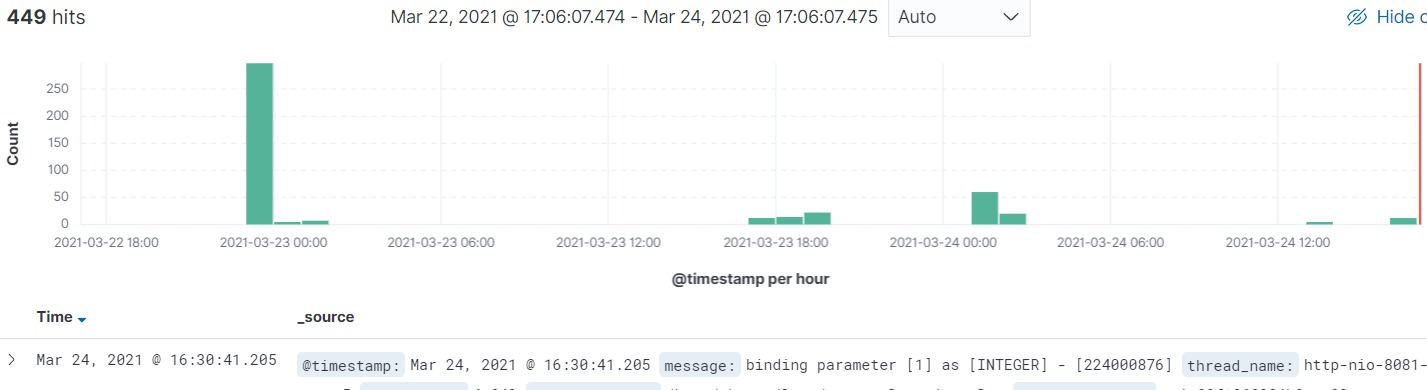 449 hits
Mar 22, 2021 @ 17:06:07.474 - Mar 24, 2021 @ 17:06:07.475
Auto
Hide
Count
250
200
150
100
50
0
2021-03-22 18:00 2021-03-23 00:00 2021-03-23 06:00 2021-03-23 12:00 2021-03-23 18:00 2021-03-24 00:00 2021-03-24 06:00 2021-03-24 12:00
@timestamp per hour
Time _source
Mar 24, 2021 @ 16:30:41.205 @timestamp: Mar 24, 2021 @ 16:30:41.205 message: binding parameter [1] as [INTEGER] - [224000876] thread_name: http-nio-8081-